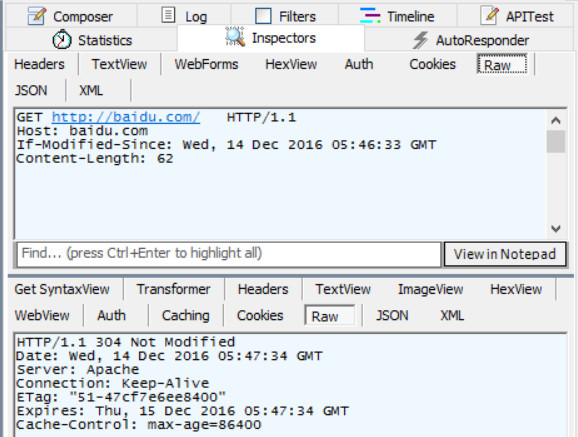 Composer Log Filters Timeline APITest
Statistics Inspectors AutoResponder
Headers TextView WebForms HexView Auth Cookies Raw
JSON XML
GET http://baidu.com/ HTTP/1.1
Host: baidu.com
If-Modified-Since: Wed, 14 Dec 2016 05:46:33 GMT
Content-Length: 62
Find... (press Ctrl+Enter to highlight all) View in Notepad
Get SyntaxView Transformer Headers TextView ImageView HexView
WebView Auth Caching Cookies Raw JSON XML
HTTP/1.1 304 Not Modified
Date: Wed, 14 Dec 2016 05:47:34 GMT
Server: Apache
Connection: Keep-Alive
ETag: "51-47cf7e6ee8400"
Expires: Thu, 15 Dec 2016 05:47:34 GMT
Cache-Control: max-age=86400